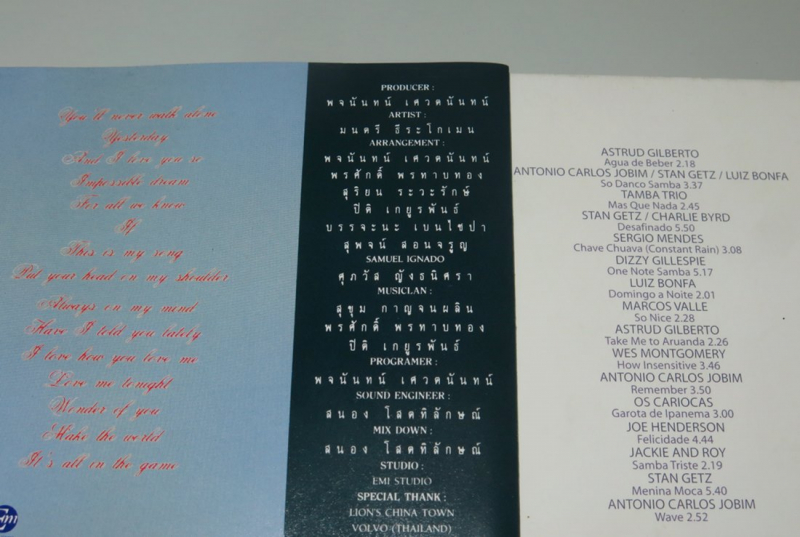 You'll never walk alone
Yesterday
And I love you so
Impossible dream
For all we know
If
This is my song
Put your head on my shoulder
Always on my mind
Have I told you lately
I love how you love me
Love me tonight
Wonder of you
Make the world
It's all on the game
PRODUCER :
พจนันทน์ เศวตนันทน์
ARTIST :
มนตรี ธีระโกเมน
ARRANGEMENT :
พจนันทน์ เศวตนันทน์
พรศักดิ์ พรทาบทอง
สุริยน ระวะรักษ์
ปิติ เกยูรพันธ์
บรรจะนะ เบนไชปา
สุพจน์ สอนจรูญ
SAMUEL IGNADO
ศุภวัส ญังธนิศรา
MUSICLAN :
สุชุม กาญจนผลิน
พรศักดิ์ พรทาบทอง
ปิติ เกยูรพันธ์
PROGRAMER :
พจนันทน์ เศวตนันทน์
SOUND ENGINEER :
สนอง โสตทิลักษณ์
MIX DOWN :
สนอง โสตทิลักษณ์
STUDIO :
EMI STUDIO
SPECIAL THANK :
LION'S CHINA TOWN
VOLVO (THAILAND)
ASTRUD GILBERTO
Agua de Beber 2.18
ANTONIO CARLOS JOBIM / STAN GETZ / LUIZ BONFA
So Danco Samba 3.37
TAMBA TRIO
Mas Que Nada 2.45
STAN GETZ / CHARLIE BYRD
Desafinado 5.50
SERGIO MENDES
Chave Chuava (Constant Rain) 3.08
DIZZY GILLESPIE
One Note Samba 5.17
LUIZ BONFA
Domingo a Noite 2.01
MARCOS VALLE
So Nice 2.28
ASTRUD GILBERTO
Take Me to Aruanda 2.26
WES MONTGOMERY
How Insensitive 3.46
ANTONIO CARLOS JOBIM
Remember 3.50
OS CARIOCAS
Garota de Ipanema 3.00
JOE HENDERSON
Felicidade 4.44
JACKIE AND ROY
Samba Triste 2.19
STAN GETZ
Menina Moca 5.40
ANTONIO CARLOS JOBIM
Wave 2.52